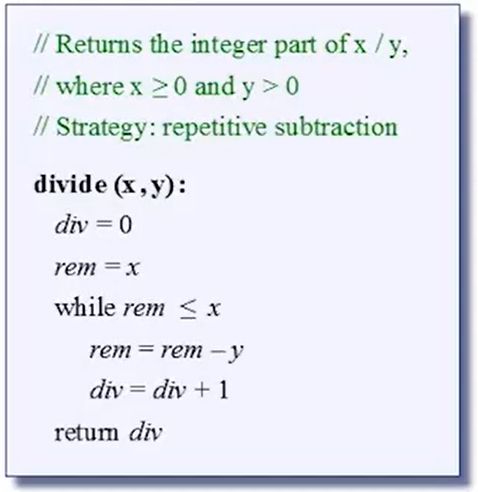 // Returns the integer part of x / y,
// where x ≥ 0 and y > 0
// Strategy: repetitive subtraction
divide (x, y):
div = 0
rem = x
while rem ≤ x
rem = rem – y
div = div + 1
return div